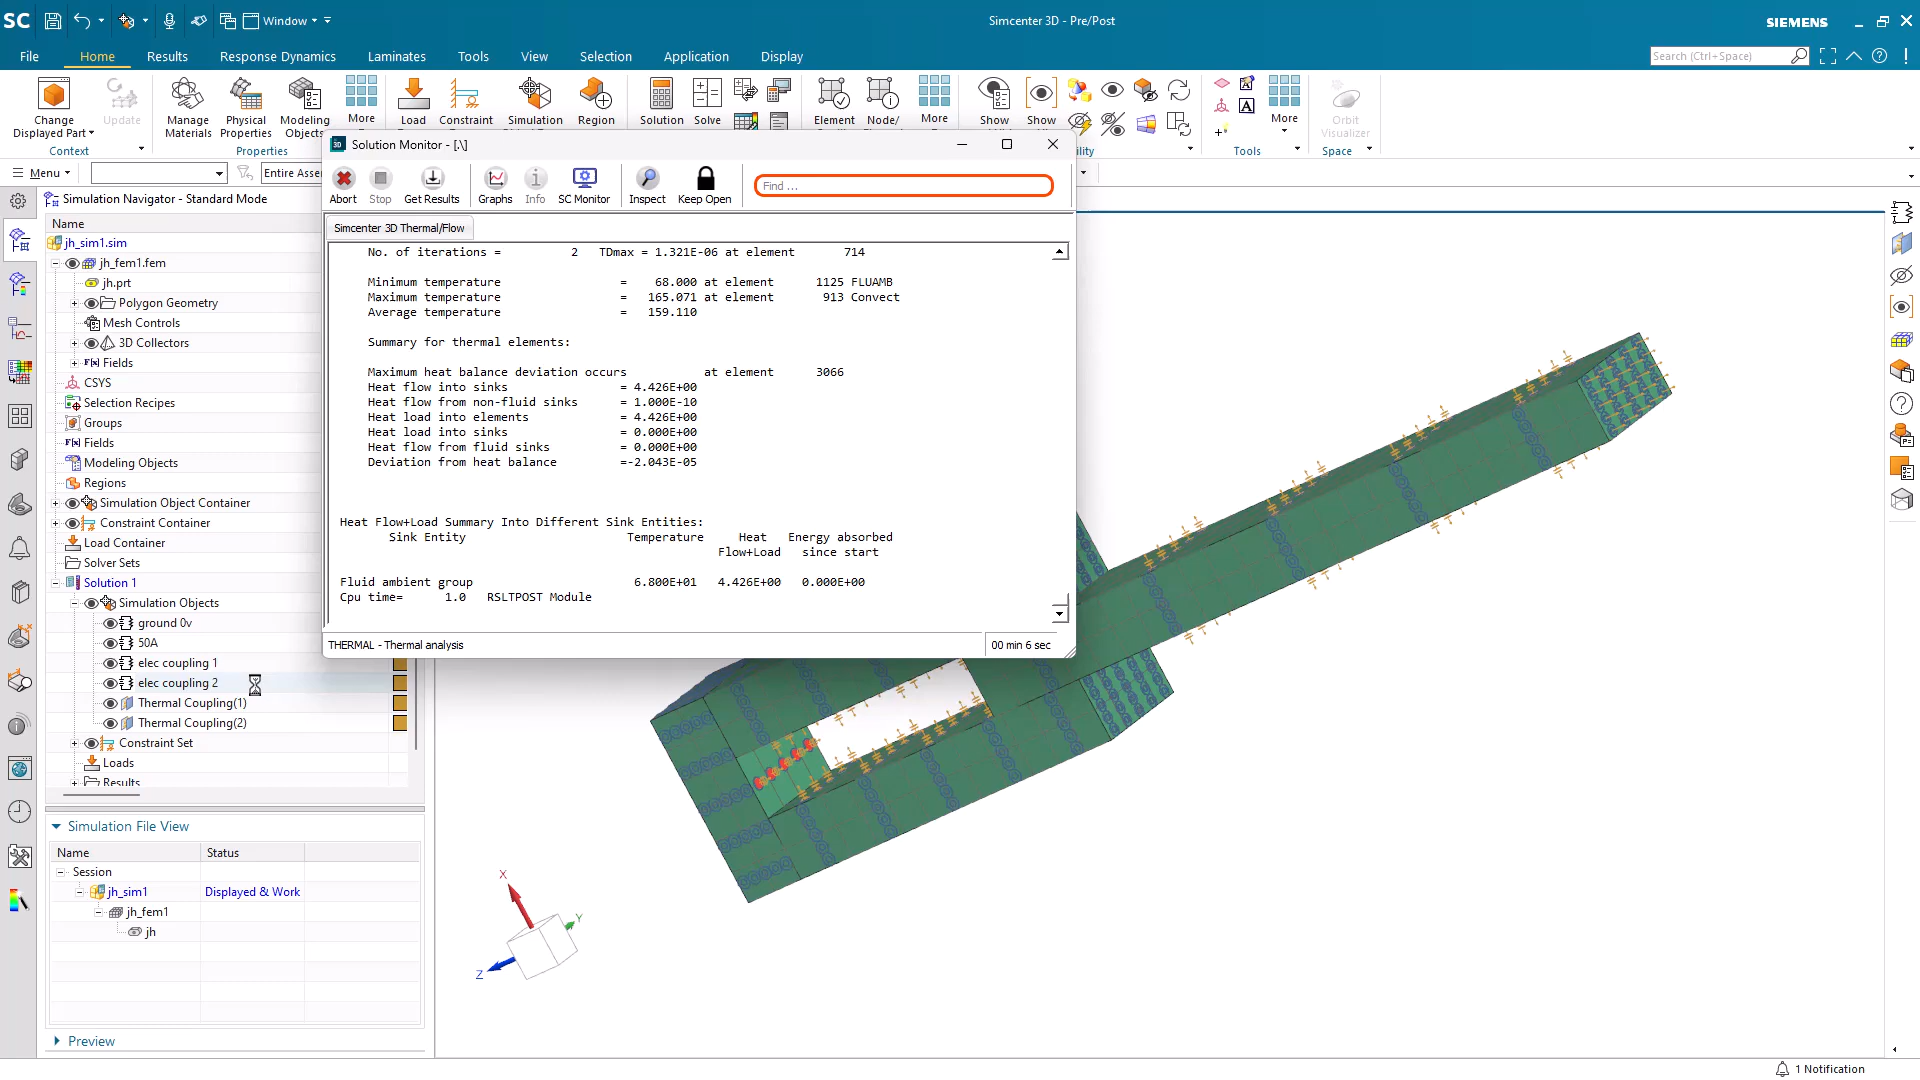 SC
Window
Simcenter 3D - Pre/Post
SIEMENS
File
Home
Results
Response Dynamics
Laminates
Tools
View
Selection
Application
Display
Search (Ctrl+Space)
Change Displayed Part
Update
Manage Materials
Physical Properties
Modeling Objects
More
Load
Constraint
Simulation
Region
Solution
Solve
Element
Node/
More
Show
Show
More
Orbit Visualizer
Context
Properties
Tools
Space
Menu
Solution Monitor - [.\]
Abort
Stop
Get Results
Graphs
Info
SC Monitor
Inspect
Keep Open
Find ...
Simcenter 3D Thermal/Flow
No. of iterations = 2 TDmax = 1.321E-06 at element 714
Minimum temperature = 68.000 at element 1125 FLUAMB
Maximum temperature = 165.071 at element 913 Convect
Average temperature = 159.110
Summary for thermal elements:
Maximum heat balance deviation occurs at element 3066
Heat flow into sinks = 4.426E+00
Heat flow from non-fluid sinks = 1.000E-10
Heat load into elements = 4.426E+00
Heat load into sinks = 0.000E+00
Heat flow from fluid sinks = 0.000E+00
Deviation from heat balance =-2.043E-05
Heat Flow+Load Summary Into Different Sink Entities:
Sink Entity Temperature Heat Energy absorbed
Flow+Load since start
Fluid ambient group 6.800E+01 4.426E+00 0.000E+00
Cpu time= 1.0 RSLTPOST Module
THERMAL - Thermal analysis
00 min 6 sec
Simulation Navigator - Standard Mode
Name
jh_sim1.sim
jh_fem1.fem
jh.prt
Polygon Geometry
Mesh Controls
3D Collectors
Fields
CSYS
Selection Recipes
Groups
Fields
Modeling Objects
Regions
Simulation Object Container
Constraint Container
Load Container
Solver Sets
Solution 1
Simulation Objects
ground 0v
50A
elec coupling 1
elec coupling 2
Thermal Coupling(1)
Thermal Coupling(2)
Constraint Set
Loads
Results
Simulation File View
Name Status
Session
jh_sim1 Displayed & Work
jh_fem1
jh
Preview
X
Y
Z
1 Notification